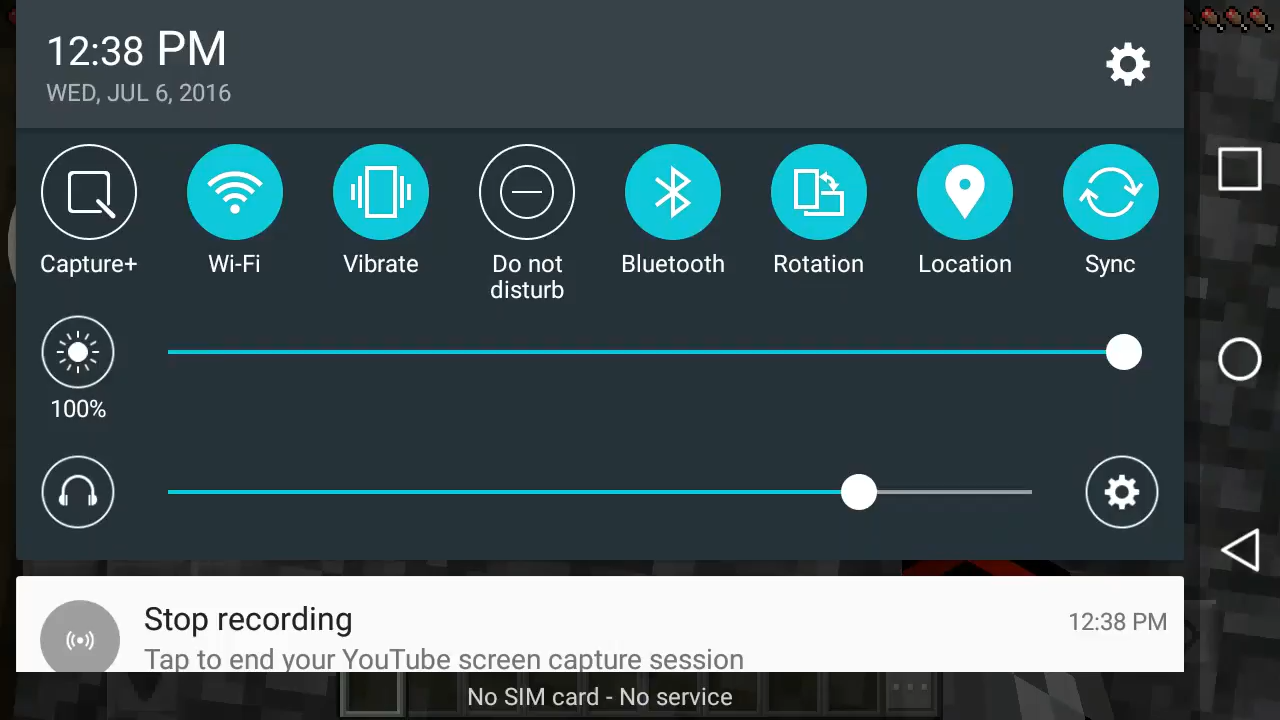 12:38 PM
WED, JUL 6, 2016
Capture+
Wi-Fi
Vibrate
Do not
disturb
Bluetooth
Rotation
Location
Sync
100%
Stop recording
12:38 PM
Tap to end your YouTube screen capture session
No SIM card - No service